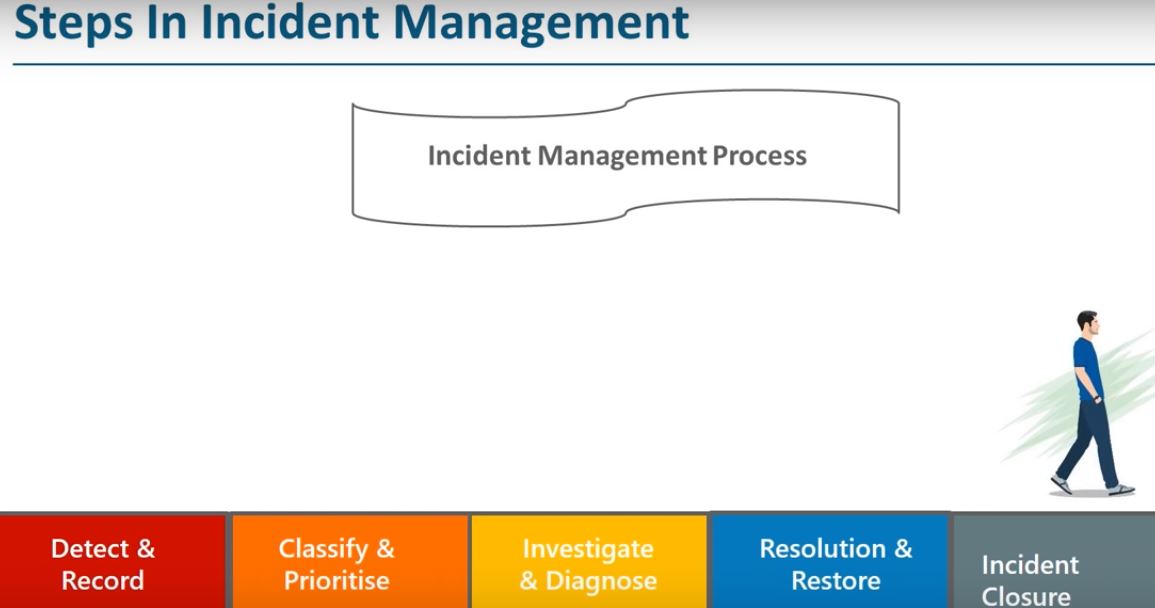 Steps In Incident Management
Incident Management Process
Detect &
Record
Classify &
Prioritise
Investigate
& Diagnose
Resolution &
Restore
Incident
Closure